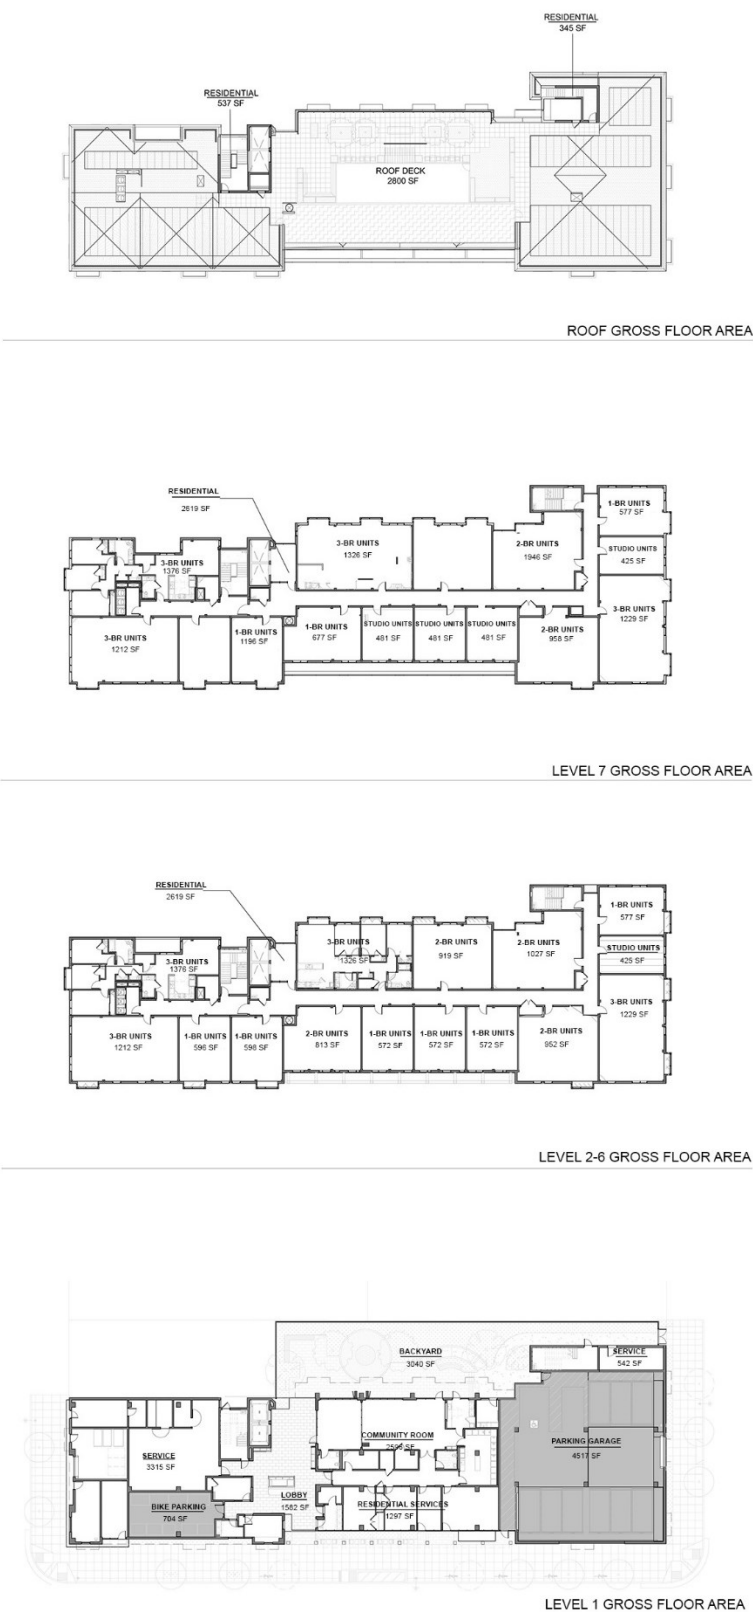 RESIDENTIAL
345 SF
RESIDENTIAL
537 SF
ROOF DECK
2800 SF
ROOF GROSS FLOOR AREA
RESIDENTIAL
2619 SF
3-BR UNITS
1376 SF
3-BR UNITS
1326 SF
2-BR UNITS
1946 SF
1-BR UNITS
577 SF
STUDIO UNITS
425 SF
3-BR UNITS
1229 SF
3-BR UNITS
1212 SF
1-BR UNITS
1196 SF
1-BR UNITS
677 SF
STUDIO UNITS
481 SF
STUDIO UNITS
481 SF
STUDIO UNITS
481 SF
2-BR UNITS
958 SF
LEVEL 7 GROSS FLOOR AREA
RESIDENTIAL
2619 SF
3-BR UNITS
1376 SF
3-BR UNITS
1326 SF
2-BR UNITS
919 SF
2-BR UNITS
1027 SF
1-BR UNITS
577 SF
STUDIO UNITS
425 SF
3-BR UNITS
1229 SF
3-BR UNITS
1212 SF
1-BR UNITS
596 SF
1-BR UNITS
598 SF
2-BR UNITS
813 SF
1-BR UNITS
572 SF
1-BR UNITS
572 SF
1-BR UNITS
572 SF
2-BR UNITS
952 SF
LEVEL 2-6 GROSS FLOOR AREA
BACKYARD
3040 SF
SERVICE
542 SF
SERVICE
3315 SF
COMMUNITY ROOM
SF
PARKING GARAGE
4517 SF
BIKE PARKING
704 SF
LOBBY
1582 SF
RESIDENTIAL SERVICES
1297 SF
LEVEL 1 GROSS FLOOR AREA